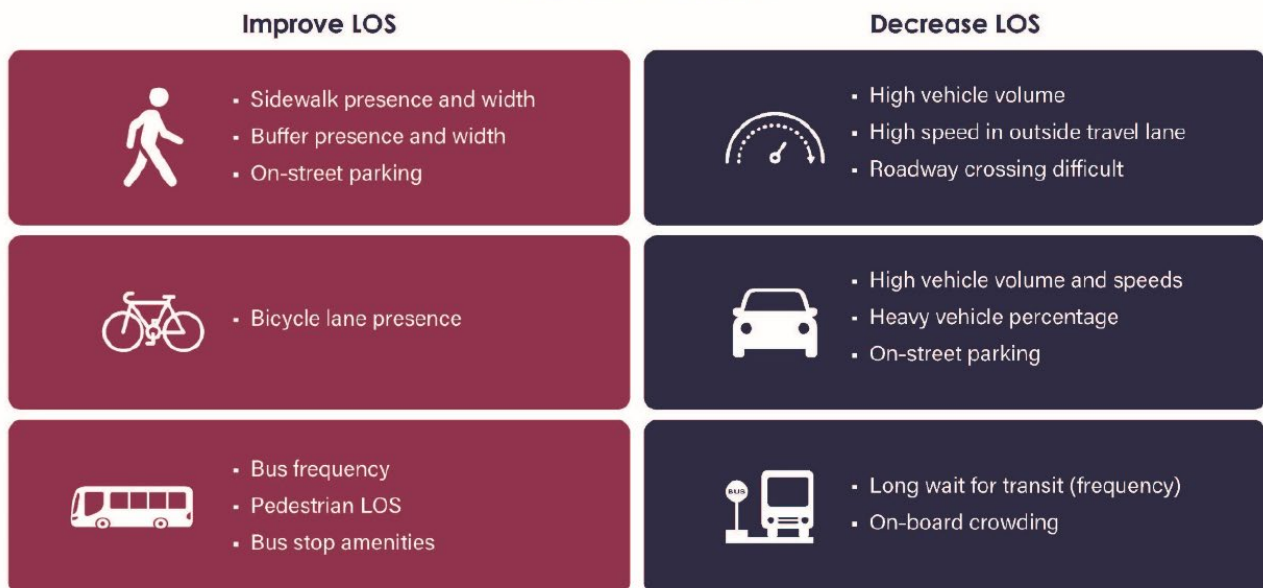 Improve LOS
Decrease LOS
▪ Sidewalk presence and width
▪ Buffer presence and width
▪ On-street parking
▪ High vehicle volume
▪ High speed in outside travel lane
▪ Roadway crossing difficult
▪ Bicycle lane presence
▪ High vehicle volume and speeds
▪ Heavy vehicle percentage
▪ On-street parking
▪ Bus frequency
▪ Pedestrian LOS
▪ Bus stop amenities
BUS
▪ Long wait for transit (frequency)
▪ On-board crowding